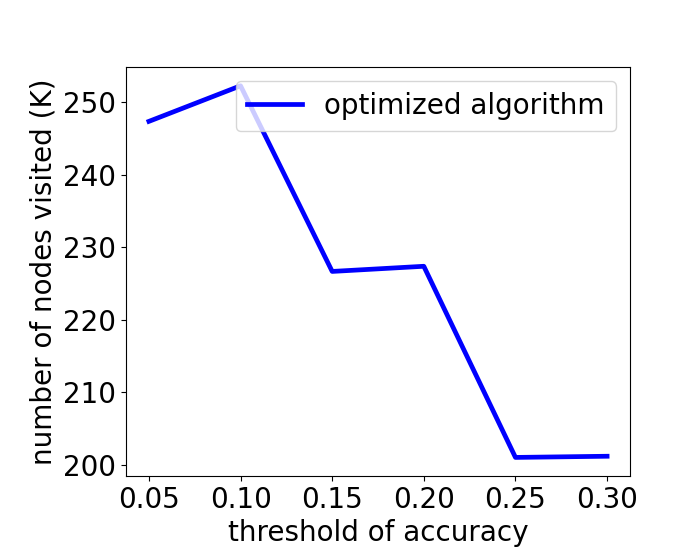 optimized algorithm
number of nodes visited (K)
250
240
230
220
210
200
0.05 0.10 0.15 0.20 0.25 0.30
threshold of accuracy